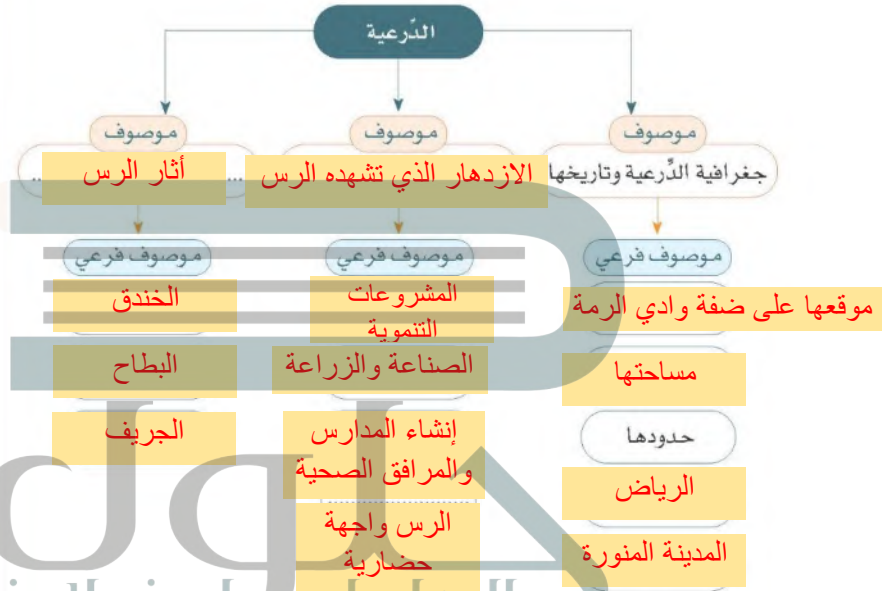 الدِّرعية
موصوف
موصوف
موصوف
جغرافية الدِّرعية وتاريخها
الازدهار الذي تشهده الرس
أثار الرس
موصوف فرعي
موصوف فرعي
موصوف فرعي
موقعها على ضفة وادي الرمة
المشروعات
التنموية
الخندق
مساحتها
الصناعة والزراعة
البطاح
حدودها
إنشاء المدارس
والمرافق الصحية
الجريف
الرياض
الرس واجهة
حضارية
المدينة المنورة